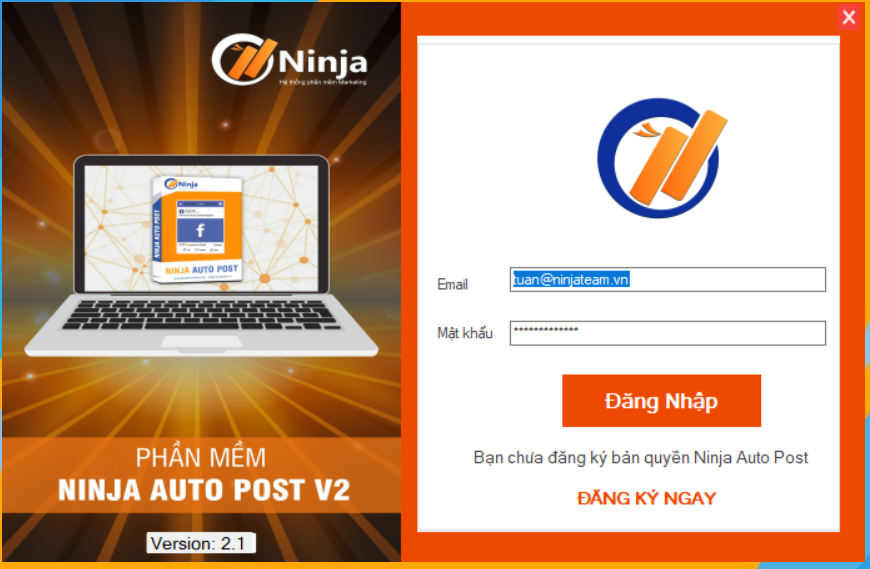 Ninja
Hệ thống phần mềm Marketing
Ninja
f
NINJA AUTO POST
NINJA AUTO POST
PHẦN MỀM
NINJA AUTO POST V2
Version: 2.1
Email
tuan@ninjateam.vn
Mật khẩu
*************
Đăng Nhập
Bạn chưa đăng ký bản quyền Ninja Auto Post
ĐĂNG KÝ NGAY